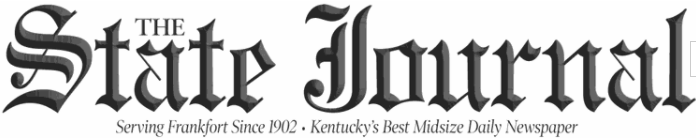 THE
State Journal
Serving Frankfort Since 1902 • Kentucky's Best Midsize Daily Newspaper